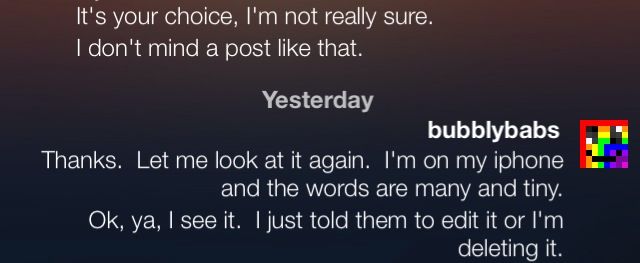 It's your choice, I'm not really sure.
I don't mind a post like that.
Yesterday
bubblybabs
Thanks.  Let me look at it again.  I'm on my iphone
and the words are many and tiny.
Ok, ya, I see it.  I just told them to edit it or I'm
deleting it.